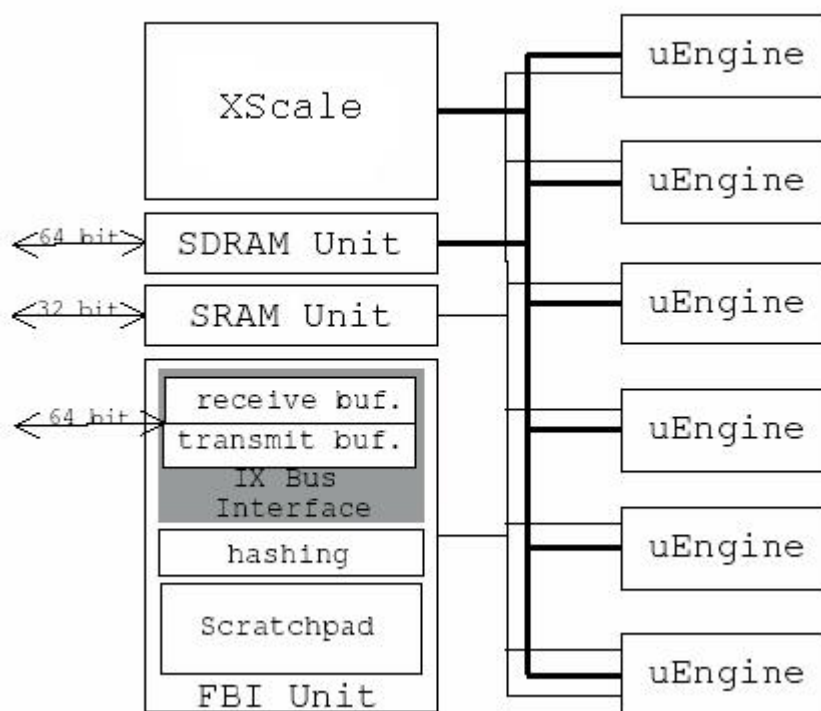 XScale
64 bit
SDRAM Unit
32 bit
SRAM Unit
64 bit
receive buf.
transmit buf.
IX Bus
Interface
hashing
Scratchpad
FBI Unit
uEngine
uEngine
uEngine
uEngine
uEngine
uEngine